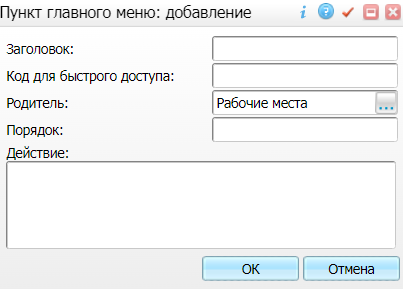 Пункт главного меню: добавление
Заголовок:
Код для быстрого доступа:
Родитель: Рабочие места ...
Порядок:
Действие:
ОК Отмена